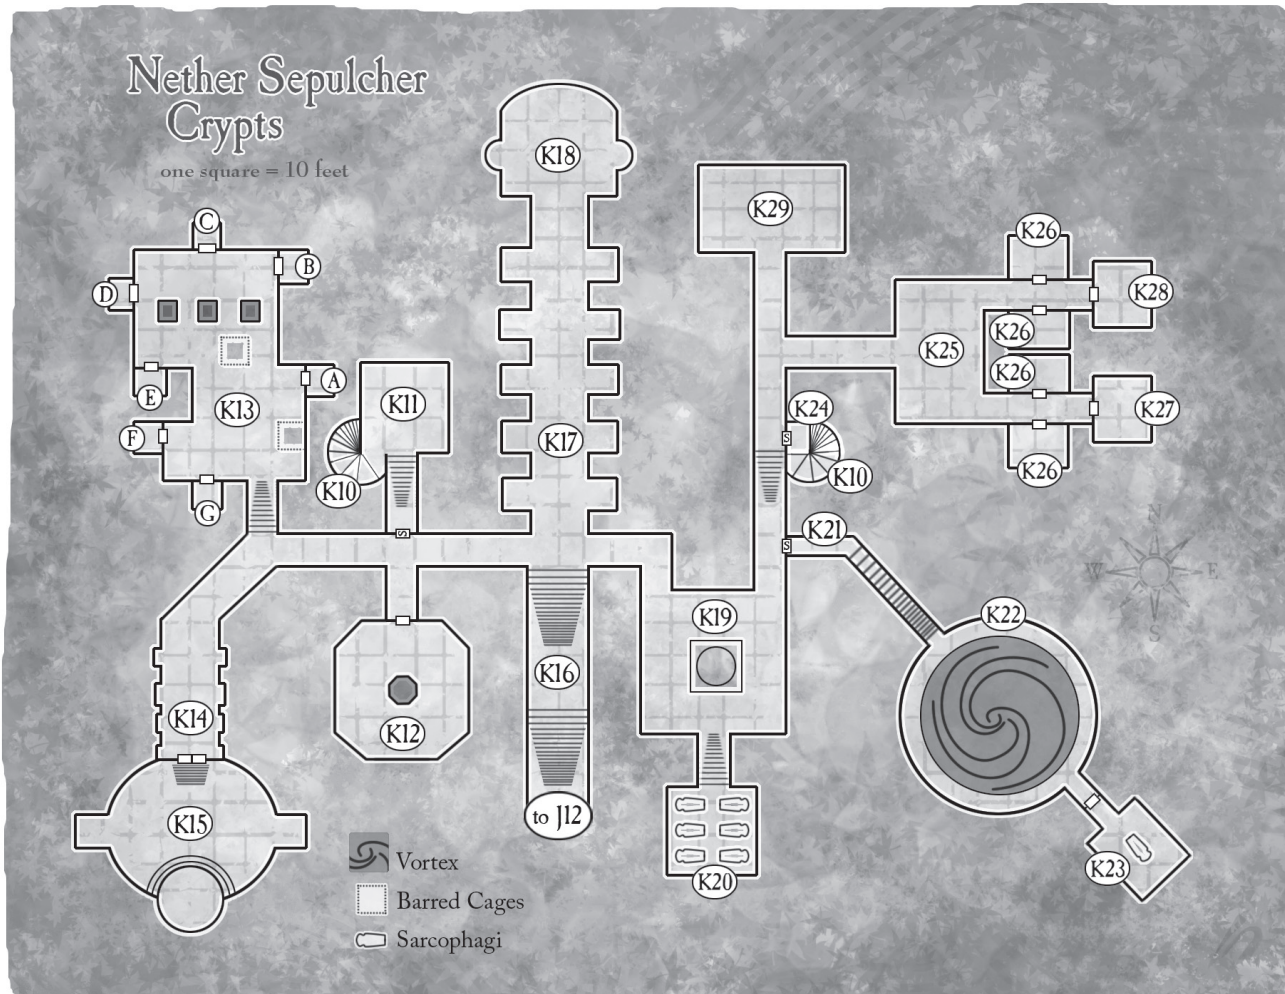 Nether Sepulcher
Crypts
one square = 10 feet
K18
K29
C
K26
B
D
K28
K26
K25
K26
A
E
K11
K24
K27
K13
F
K17
K26
K10
K10
G
S
S
S
K21
N
W
E
S
K19
K22
K16
K14
K12
K15
to J12
Vortex
K23
K20
Barred Cages
Sarcophagi